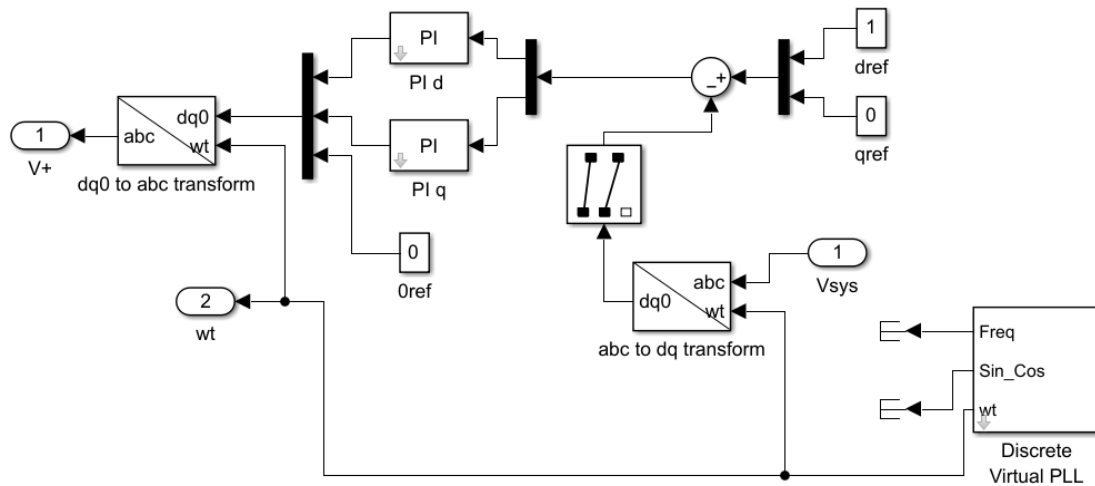 PI
PI d
1
dref
dq0
abc
wt
1
V+
dq0 to abc transform
PI
PI q
0
qref
0
0ref
1
Vsys
abc
dq0
wt
abc to dq transform
2
wt
Freq
Sin_Cos
wt
Discrete
Virtual PLL
−
+